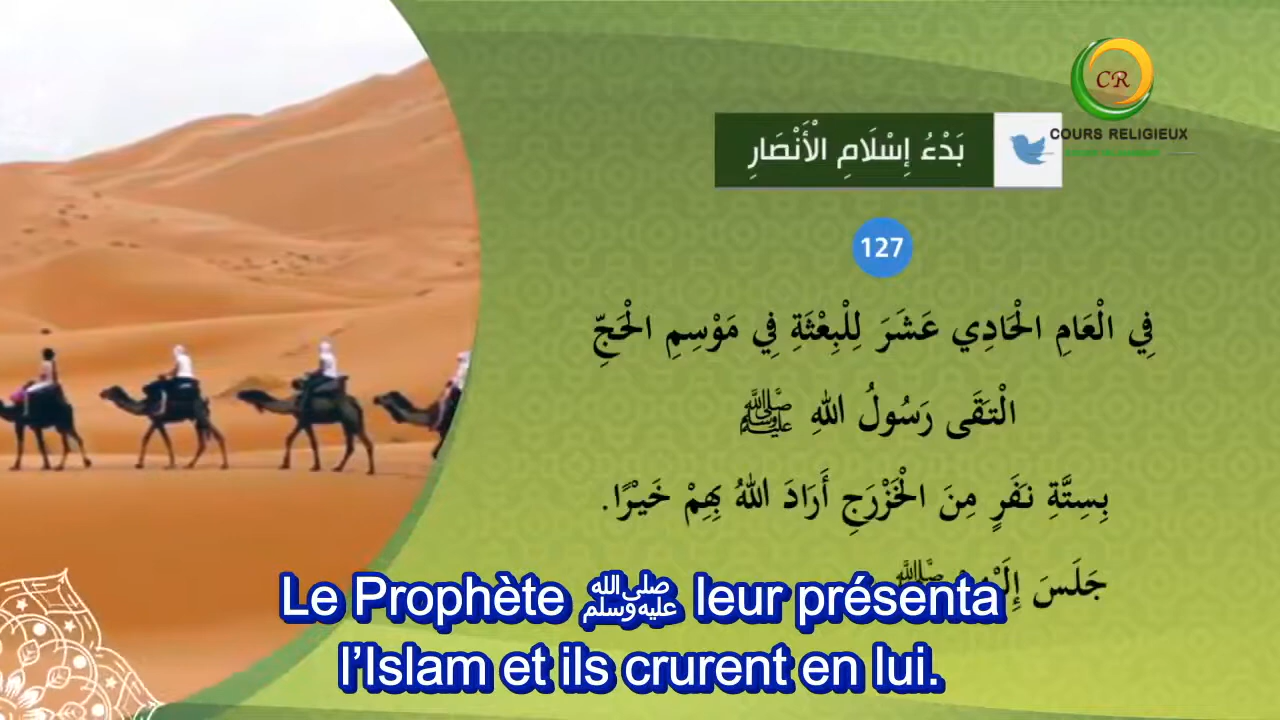 CR
COURS RELIGIEUX
بَدْءُ إِسْلَامِ الْأَنْصَارِ
127
فِي الْعَامِ الْحَادِي عَشَرَ لِلْبِعْثَةِ فِي مَوْسِمِ الْحَجِّ
الْتَقَى رَسُولُ اللهِ ﷺ
بِسِتَّةِ نَفَرٍ مِنَ الْخَزْرَجِ أَرَادَ اللهُ بِهِمْ خَيْرًا.
جَلَسَ
Le Prophète ﷺ leur présenta
l’Islam et ils crurent en lui.